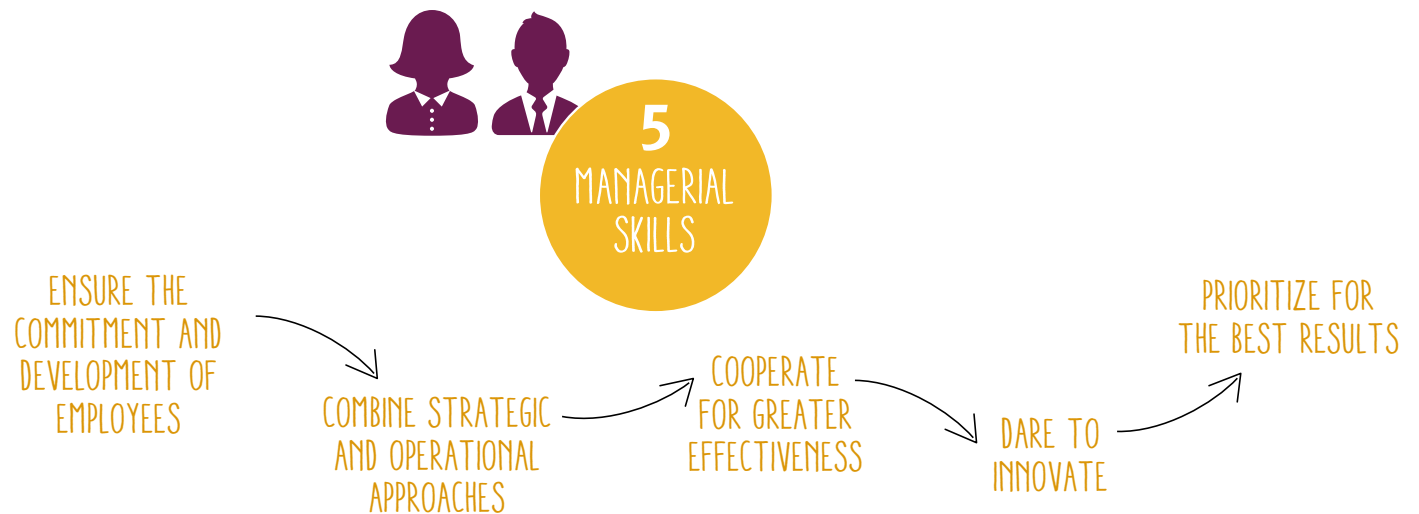 5
MANAGERIAL
SKILLS
ENSURE THE
COMMITMENT AND
DEVELOPMENT OF
EMPLOYEES
COMBINE STRATEGIC
AND OPERATIONAL
APPROACHES
COOPERATE
FOR GREATER
EFFECTIVENESS
DARE TO
INNOVATE
PRIORITIZE FOR
THE BEST RESULTS